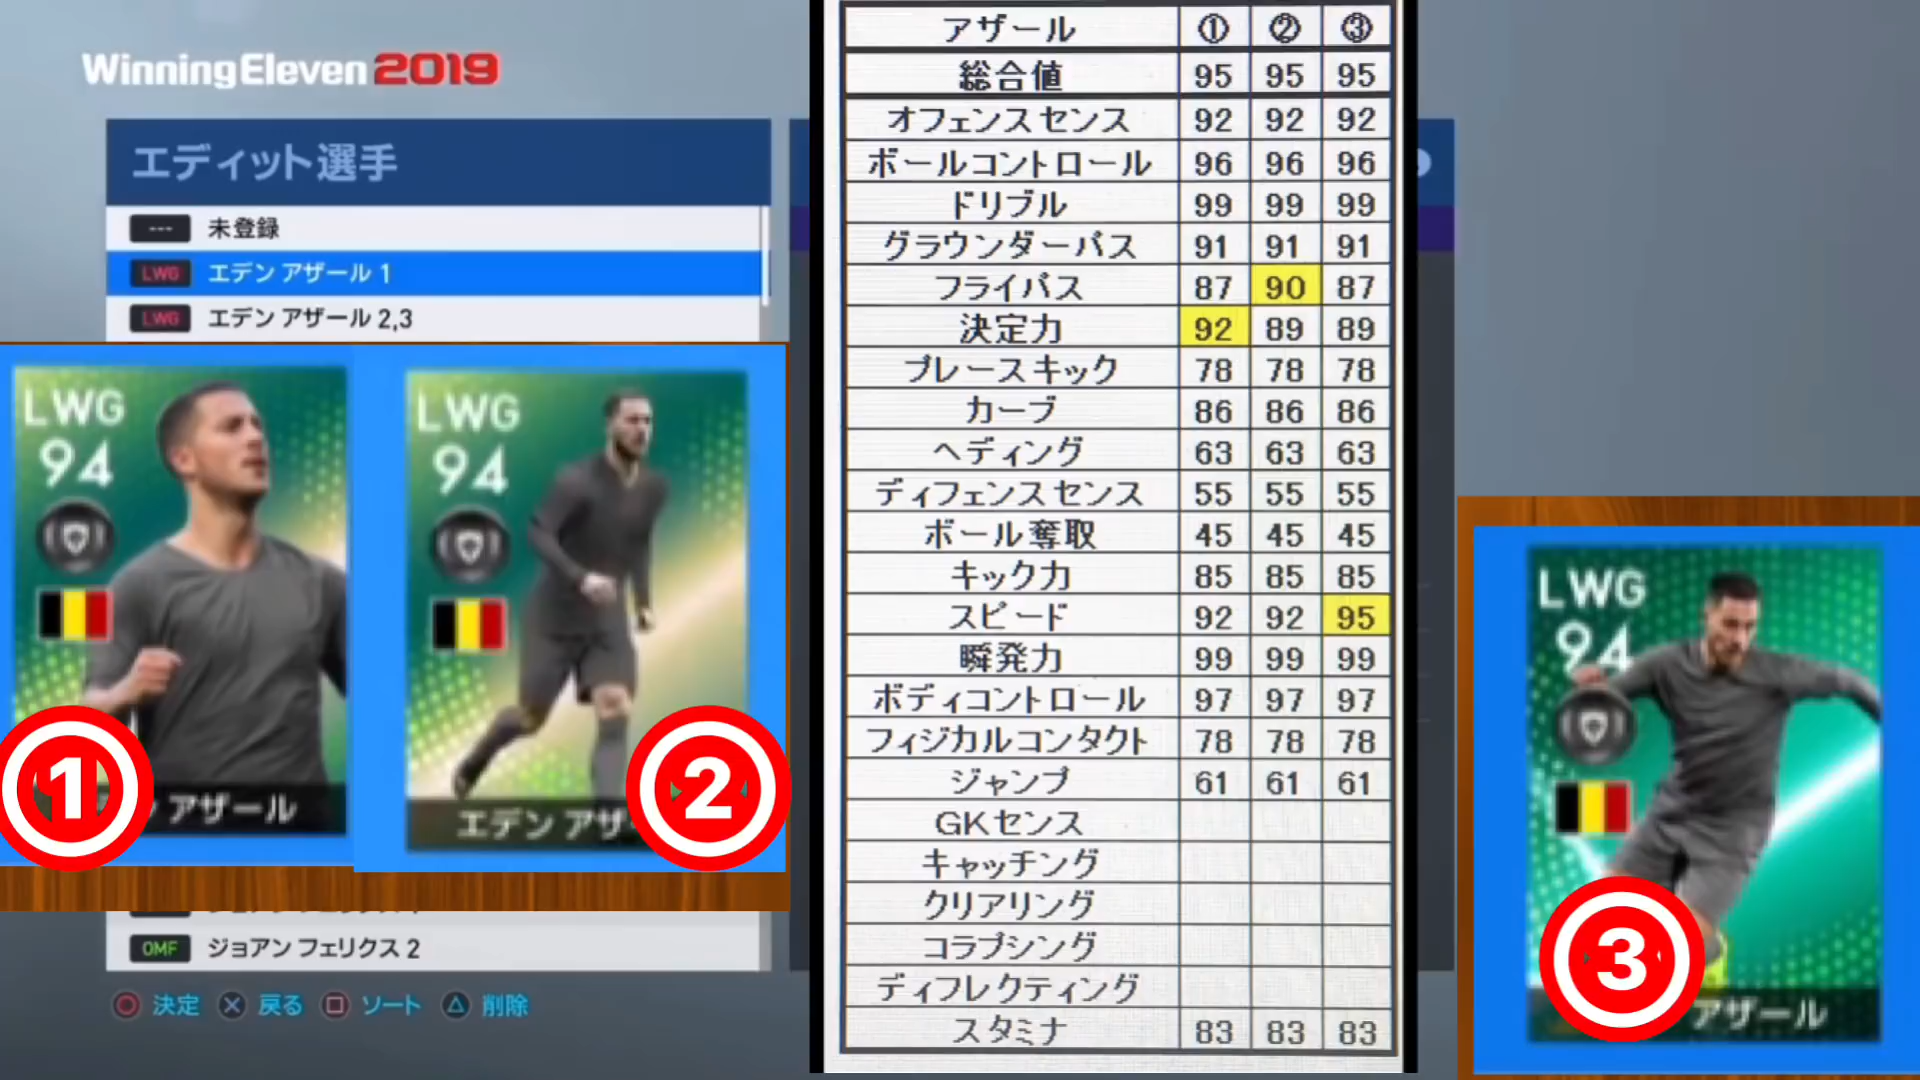 Winning Eleven 2019
エディット選手
--- 未登録
LWG エデン アザール 1
LWG エデン アザール 2,3
LWG
94
アザール
①
LWG
94
エデン アザ
②
OMF ジョアン フェリクス 2
決定 戻る ソート 削除
アザール ① ② ③
総合値 95 95 95
オフェンスセンス 92 92 92
ボールコントロール 96 96 96
ドリブル 99 99 99
グラウンダーパス 91 91 91
フライパス 87 90 87
決定力 92 89 89
プレースキック 78 78 78
カーブ 86 86 86
ヘディング 63 63 63
ディフェンスセンス 55 55 55
ボール奪取 45 45 45
キック力 85 85 85
スピード 92 92 95
瞬発力 99 99 99
ボディコントロール 97 97 97
フィジカルコンタクト 78 78 78
ジャンプ 61 61 61
GKセンス
キャッチング
クリアリング
コラプシング
ディフレクティング
スタミナ 83 83 83
LWG
94
アザール
③